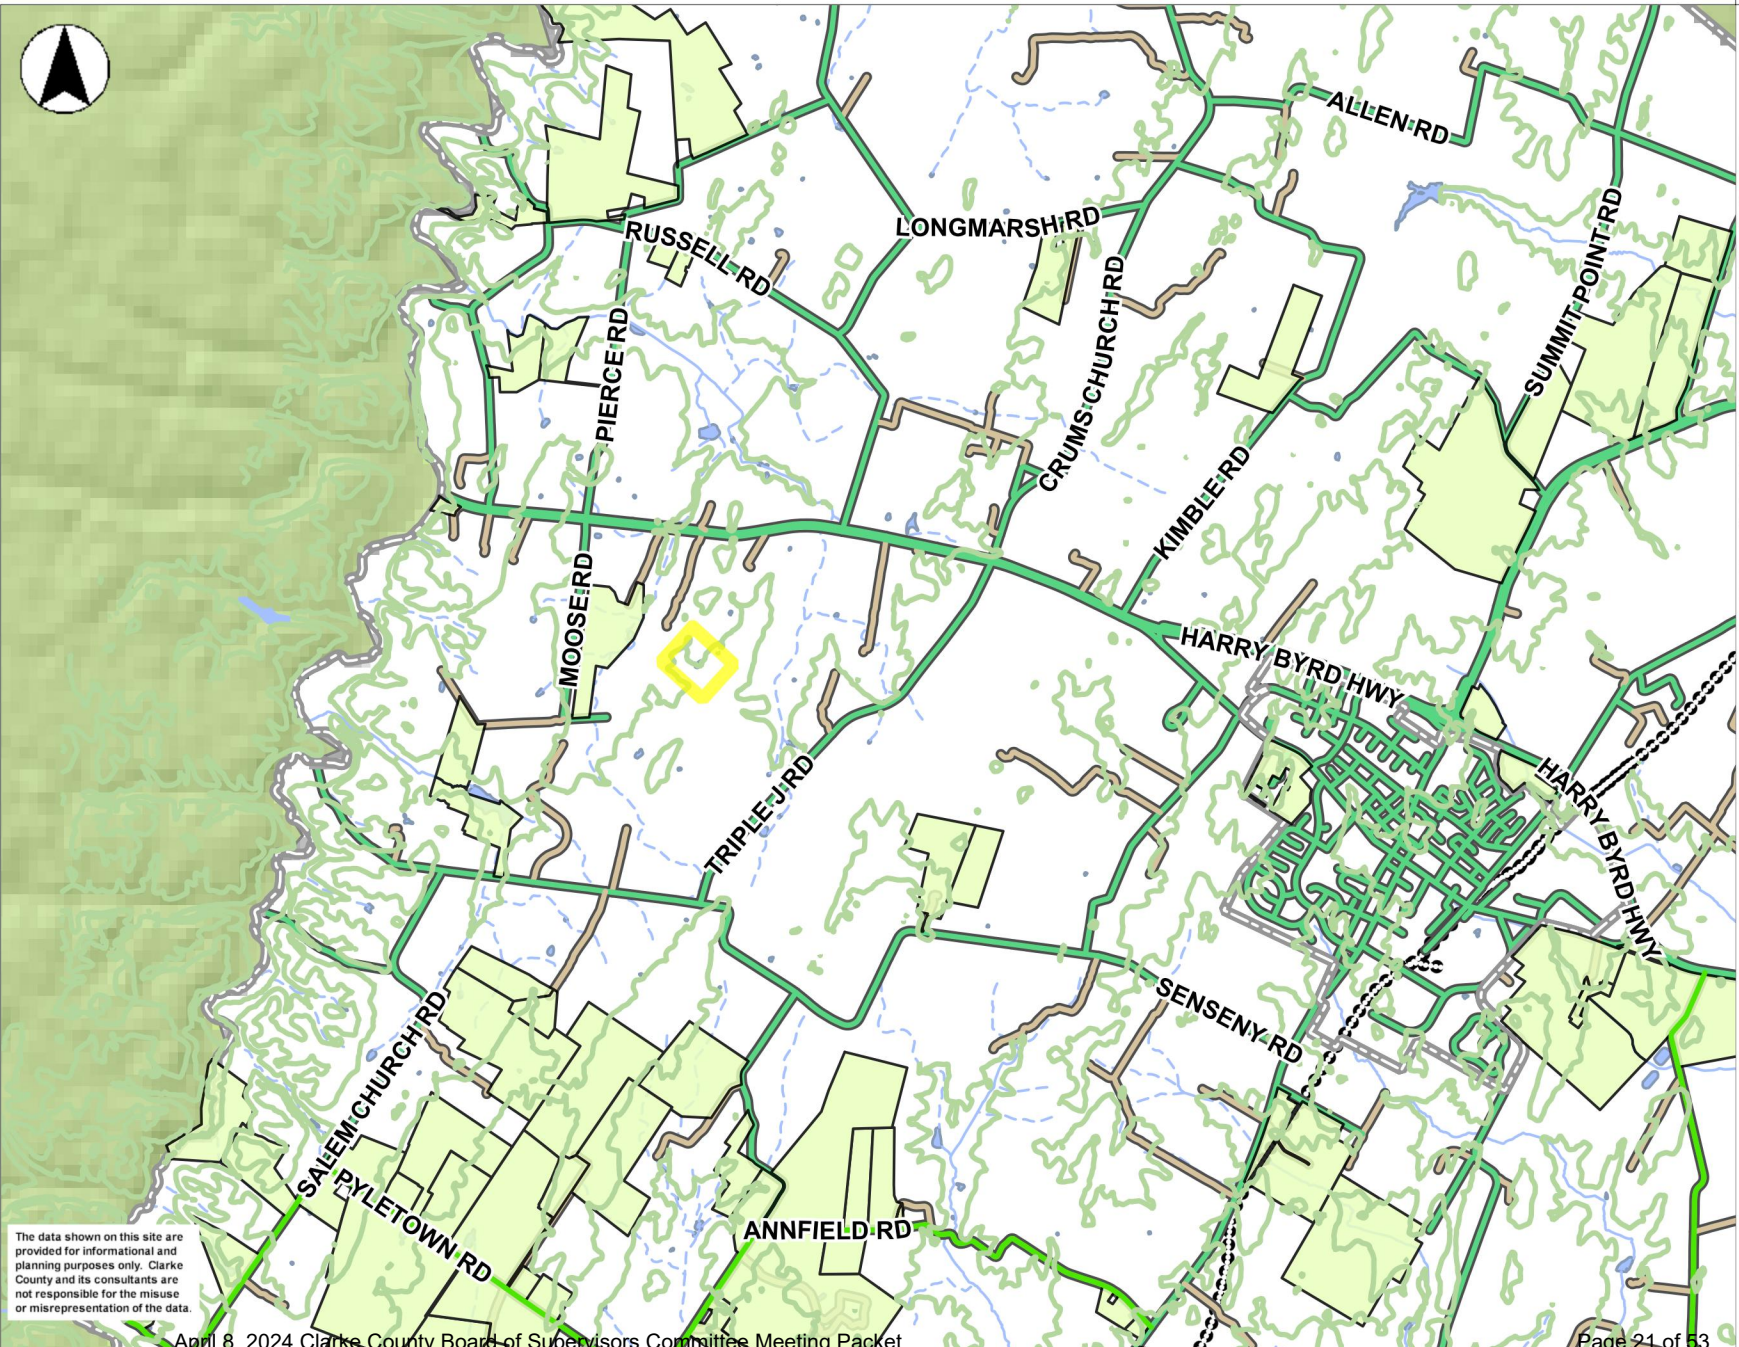 ALLEN RD
LONGMARSH RD
RUSSELL RD
SUMMIT POINT RD
PIERCE RD
CRUMS CHURCH RD
KIMBLE RD
MOOSE RD
HARRY BYRD HWY
TRIPLE J RD
HARRY BYRD HWY
SENSENY RD
SALEM CHURCH RD
PYLETOWN RD
ANNFIELD RD
The data shown on this site are
provided for informational and
planning purposes only. Clarke
County and its consultants are
not responsible for the misuse
or misrepresentation of the data.
April 8, 2024 Clarke County Board of Supervisors Committee Meeting Packet
Page 21 of 53